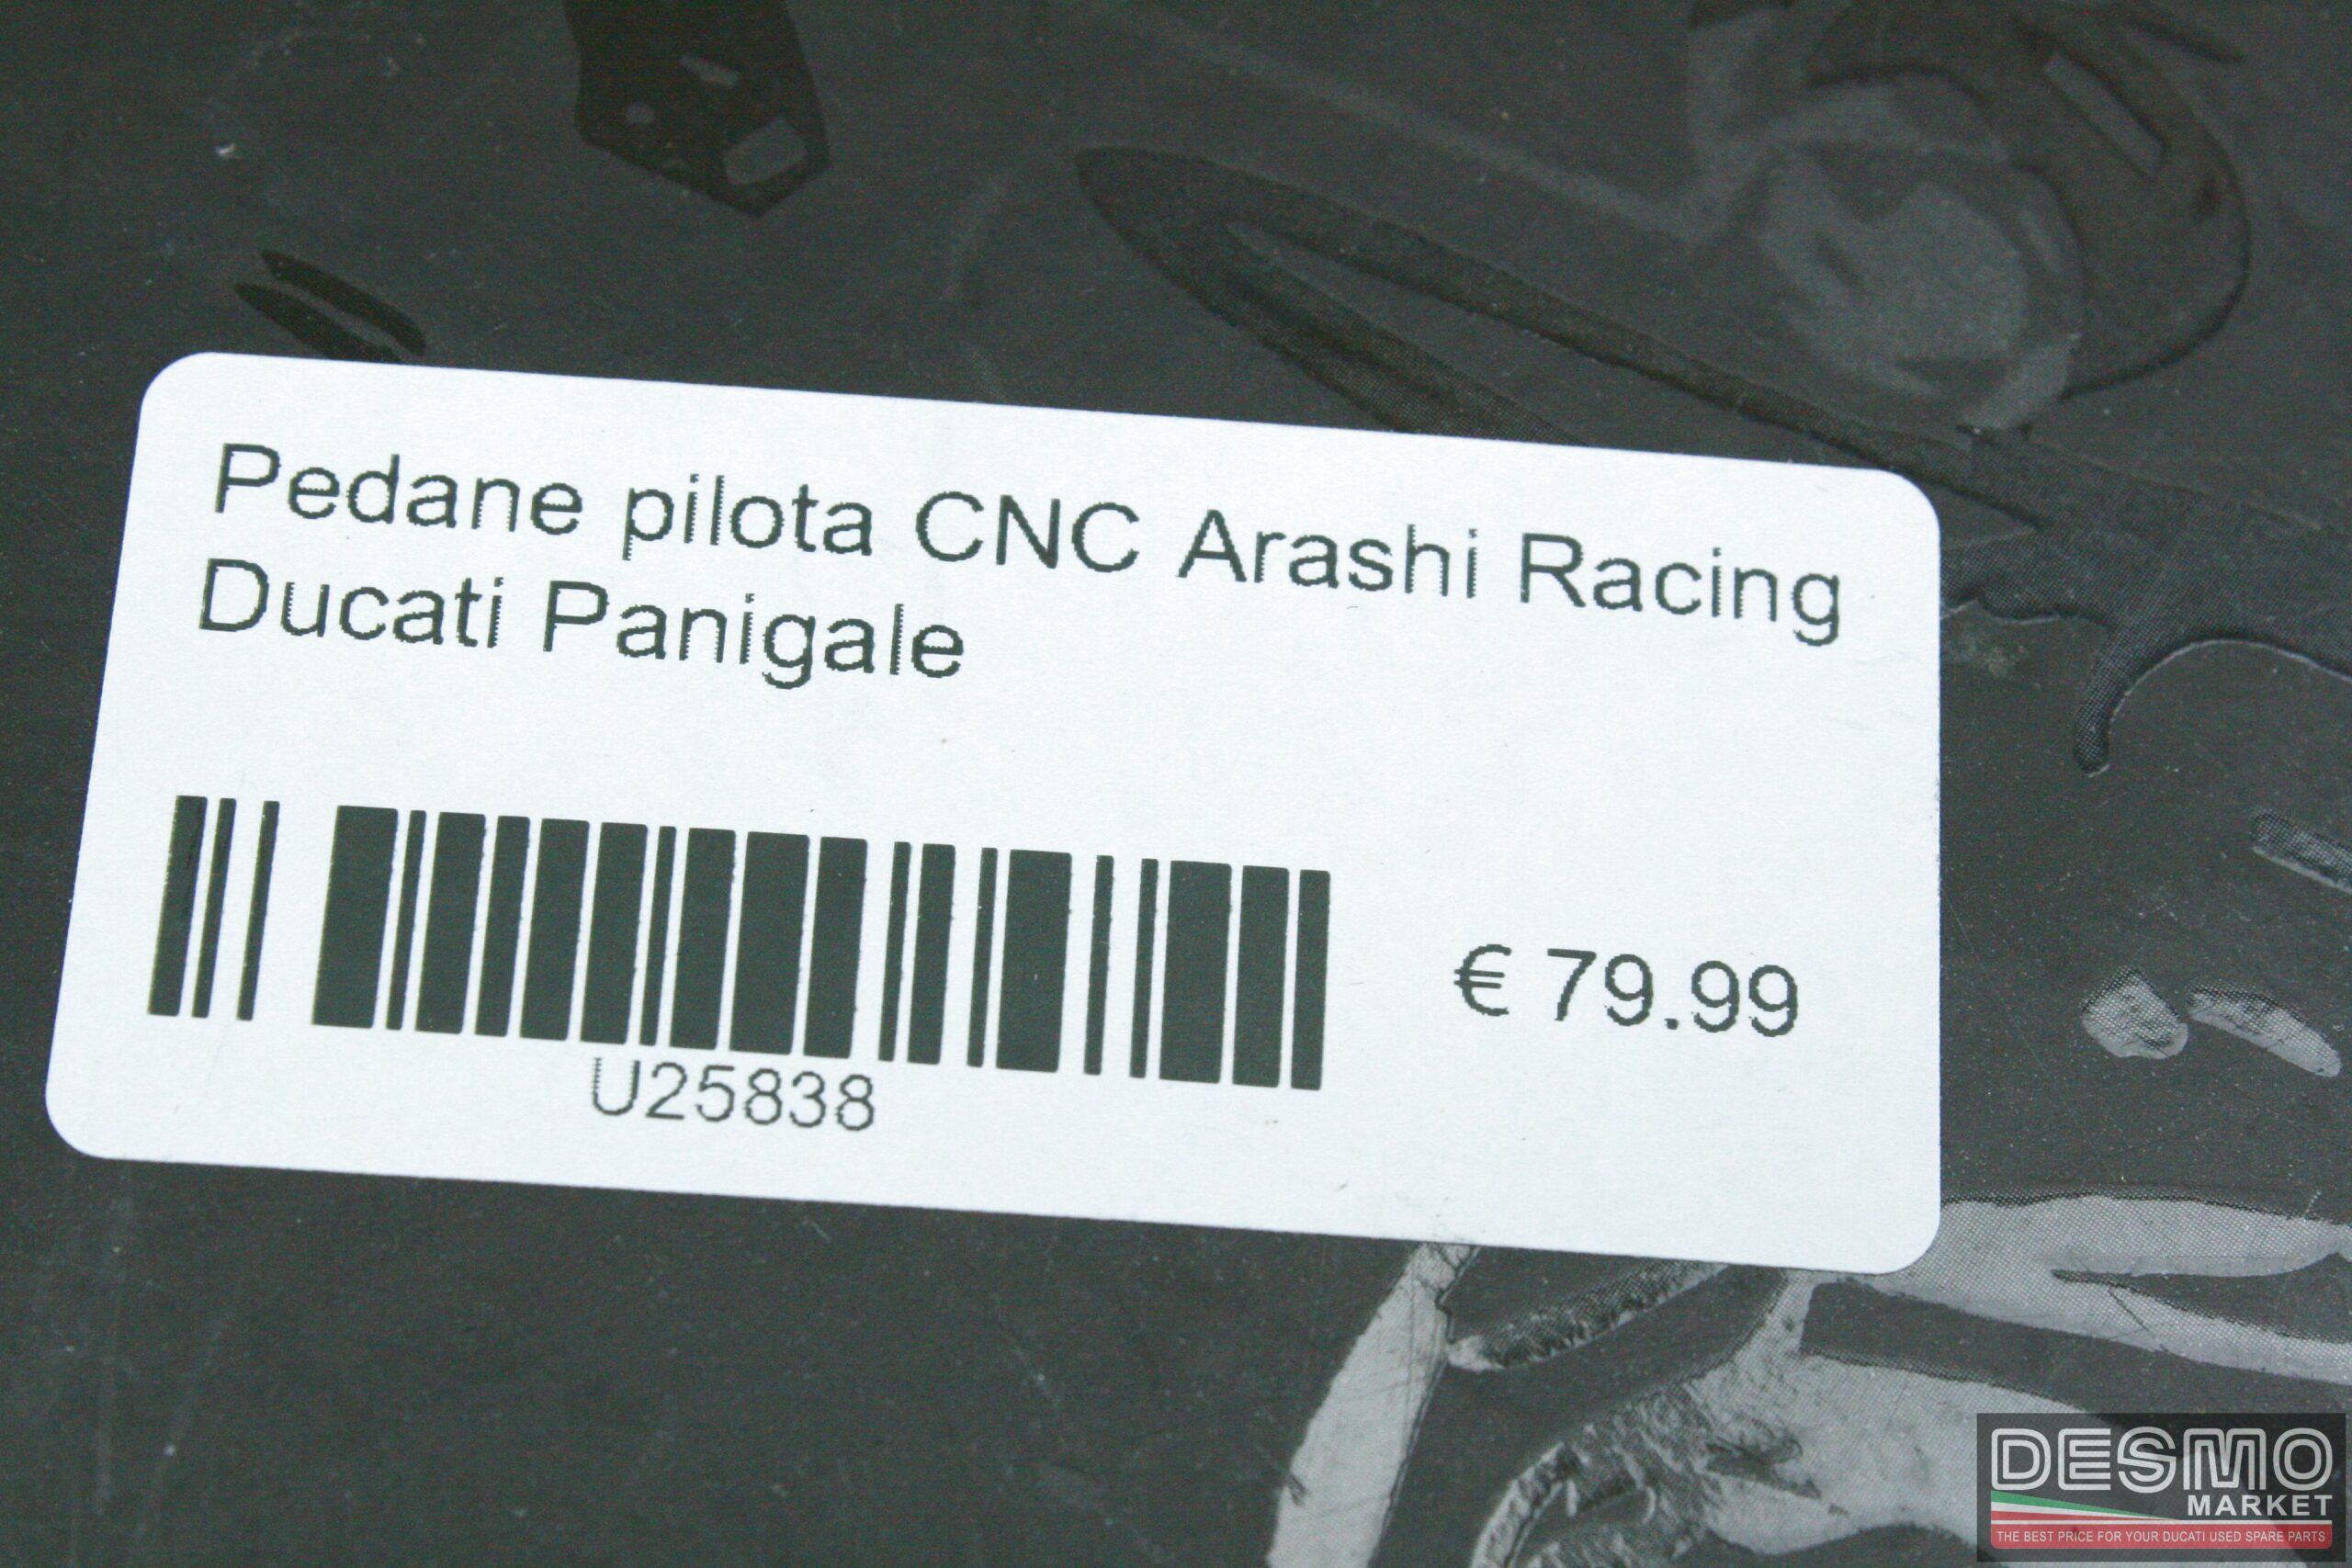 Pedane pilota CNC Arashi Racing
Ducati Panigale
€ 79.99
U25838
DESMO
MARKET
THE BEST PRICE FOR YOUR DUCATI USED SPARE PARTS